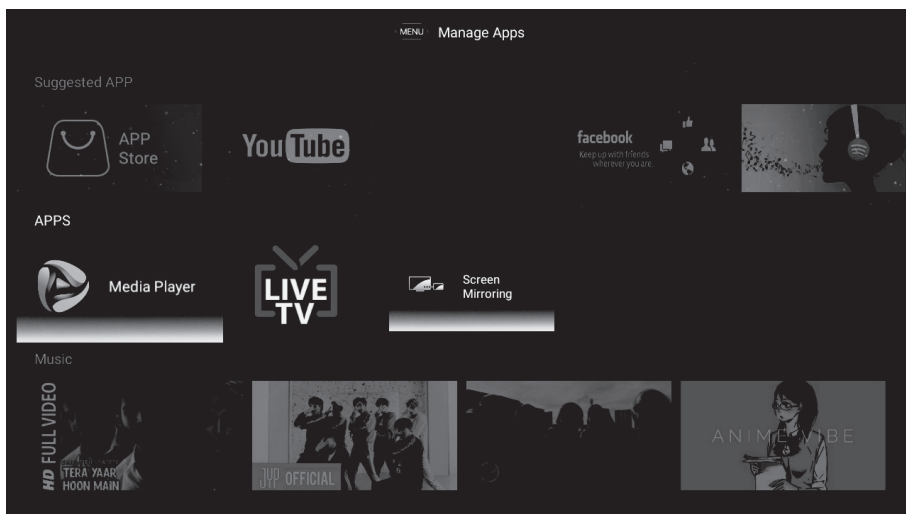 MENU Manage Apps
Suggested APP
APP
Store
YouTube
facebook
Keep up with friends
wherever you are.
APPS
Media Player
LIVE
TV
Screen
Mirroring
Music
HD FULL VIDEO
TERA YAAR
HOON MAIN
JYP OFFICIAL
ANIME VIBE